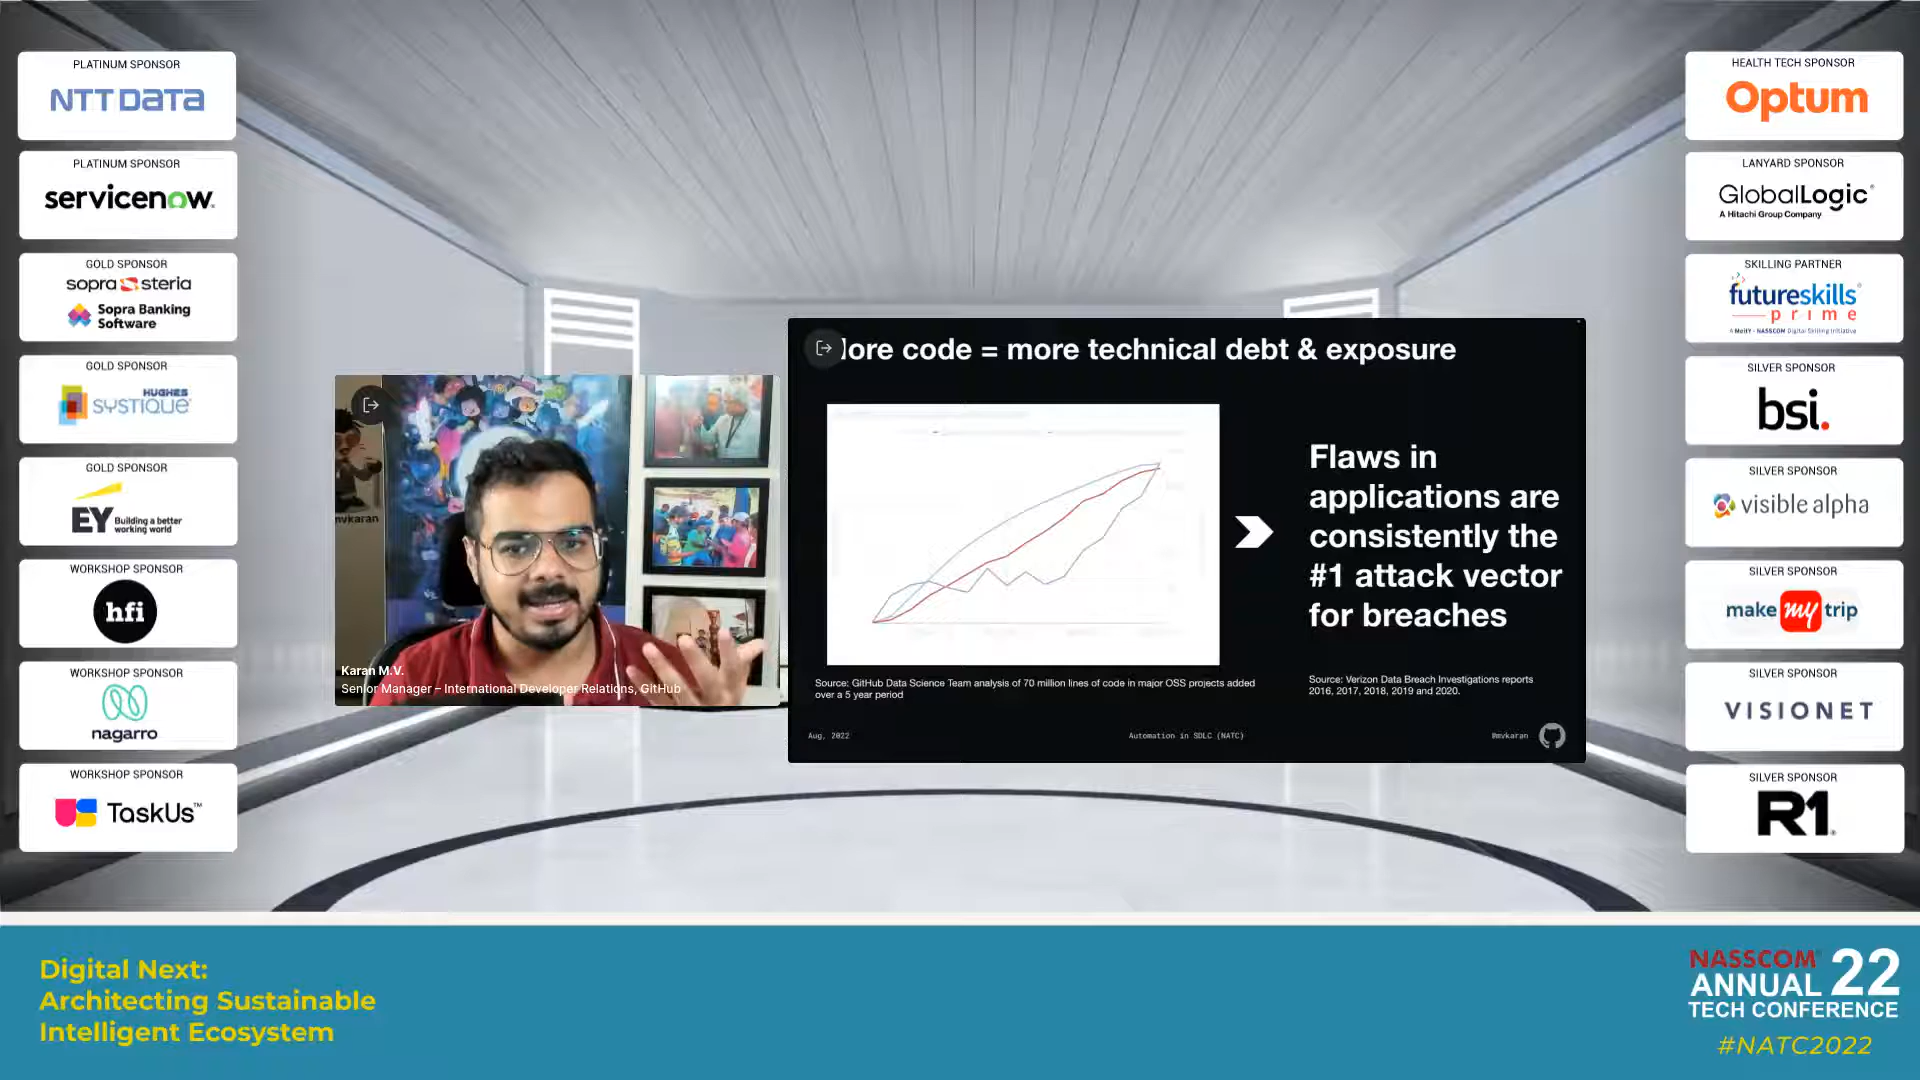 PLATINUM SPONSOR
NTT DATA
PLATINUM SPONSOR
servicenow.
GOLD SPONSOR
sopra steria
Sopra Banking
Software
GOLD SPONSOR
HUGHES
SYSTIQUE
GOLD SPONSOR
EY Building a better
working world
WORKSHOP SPONSOR
hfi
WORKSHOP SPONSOR
nagarro
WORKSHOP SPONSOR
TaskUs™
mvkaran
Karan M.V.
Senior Manager – International Developer Relations, GitHub
ore code = more technical debt & exposure
Flaws in
applications are
consistently the
#1 attack vector
for breaches
Source: GitHub Data Science Team analysis of 70 million lines of code in major OSS projects added
over a 5 year period
Source: Verizon Data Breach Investigations reports
2016, 2017, 2018, 2019 and 2020.
Aug, 2022
Automation in SDLC (NATC)
@mvkaran
HEALTH TECH SPONSOR
Optum
LANYARD SPONSOR
GlobalLogic®
A Hitachi Group Company
SKILLING PARTNER
futureskills
prime
A MeitY - NASSCOM Digital Skilling Initiative
SILVER SPONSOR
bsi.
SILVER SPONSOR
visible alpha
SILVER SPONSOR
make my trip
SILVER SPONSOR
VISIONET
SILVER SPONSOR
R1
Digital Next:
Architecting Sustainable
Intelligent Ecosystem
NASSCOM®
ANNUAL 22
TECH CONFERENCE
#NATC2022